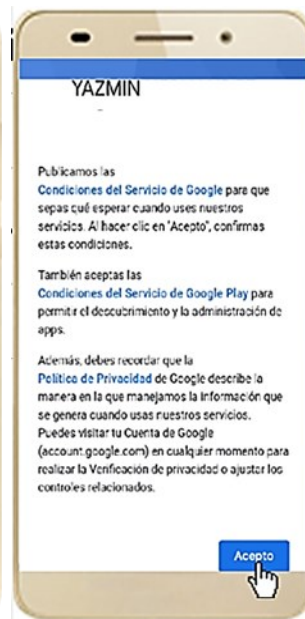 YAZMIN
Publicamos las
Condiciones del Servicio de Google para que
sepas qué esperar cuando uses nuestros
servicios. Al hacer clic en "Acepto", confirmas
estas condiciones.
También aceptas las
Condiciones del Servicio de Google Play para
permitir el descubrimiento y la administración de
apps.
Además, debes recordar que la
Política de Privacidad de Google describe la
manera en la que manejamos la información que
se genera cuando usas nuestros servicios.
Puedes visitar tu Cuenta de Google
(account.google.com) en cualquier momento para
realizar la Verificación de privacidad o ajustar los
controles relacionados.
Acepto